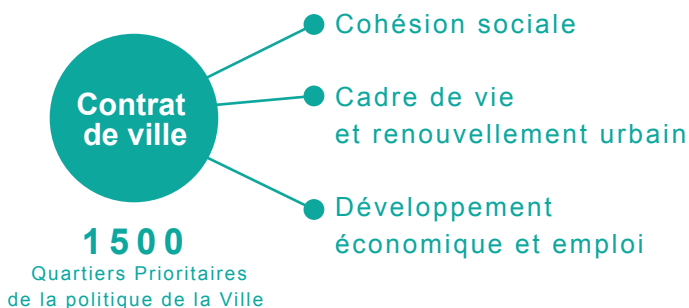 Contrat
de ville
Cohésion sociale
Cadre de vie
et renouvellement urbain
Développement
économique et emploi
1500
Quartiers Prioritaires
de la politique de la Ville